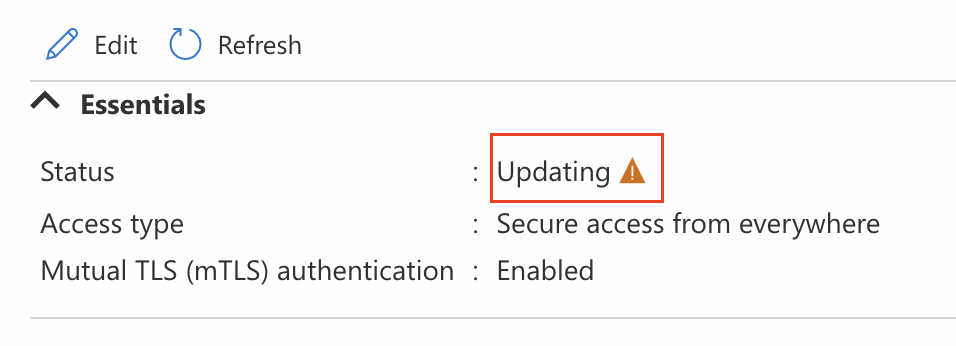 Edit Refresh
Essentials
Status : Updating
Access type : Secure access from everywhere
Mutual TLS (mTLS) authentication : Enabled